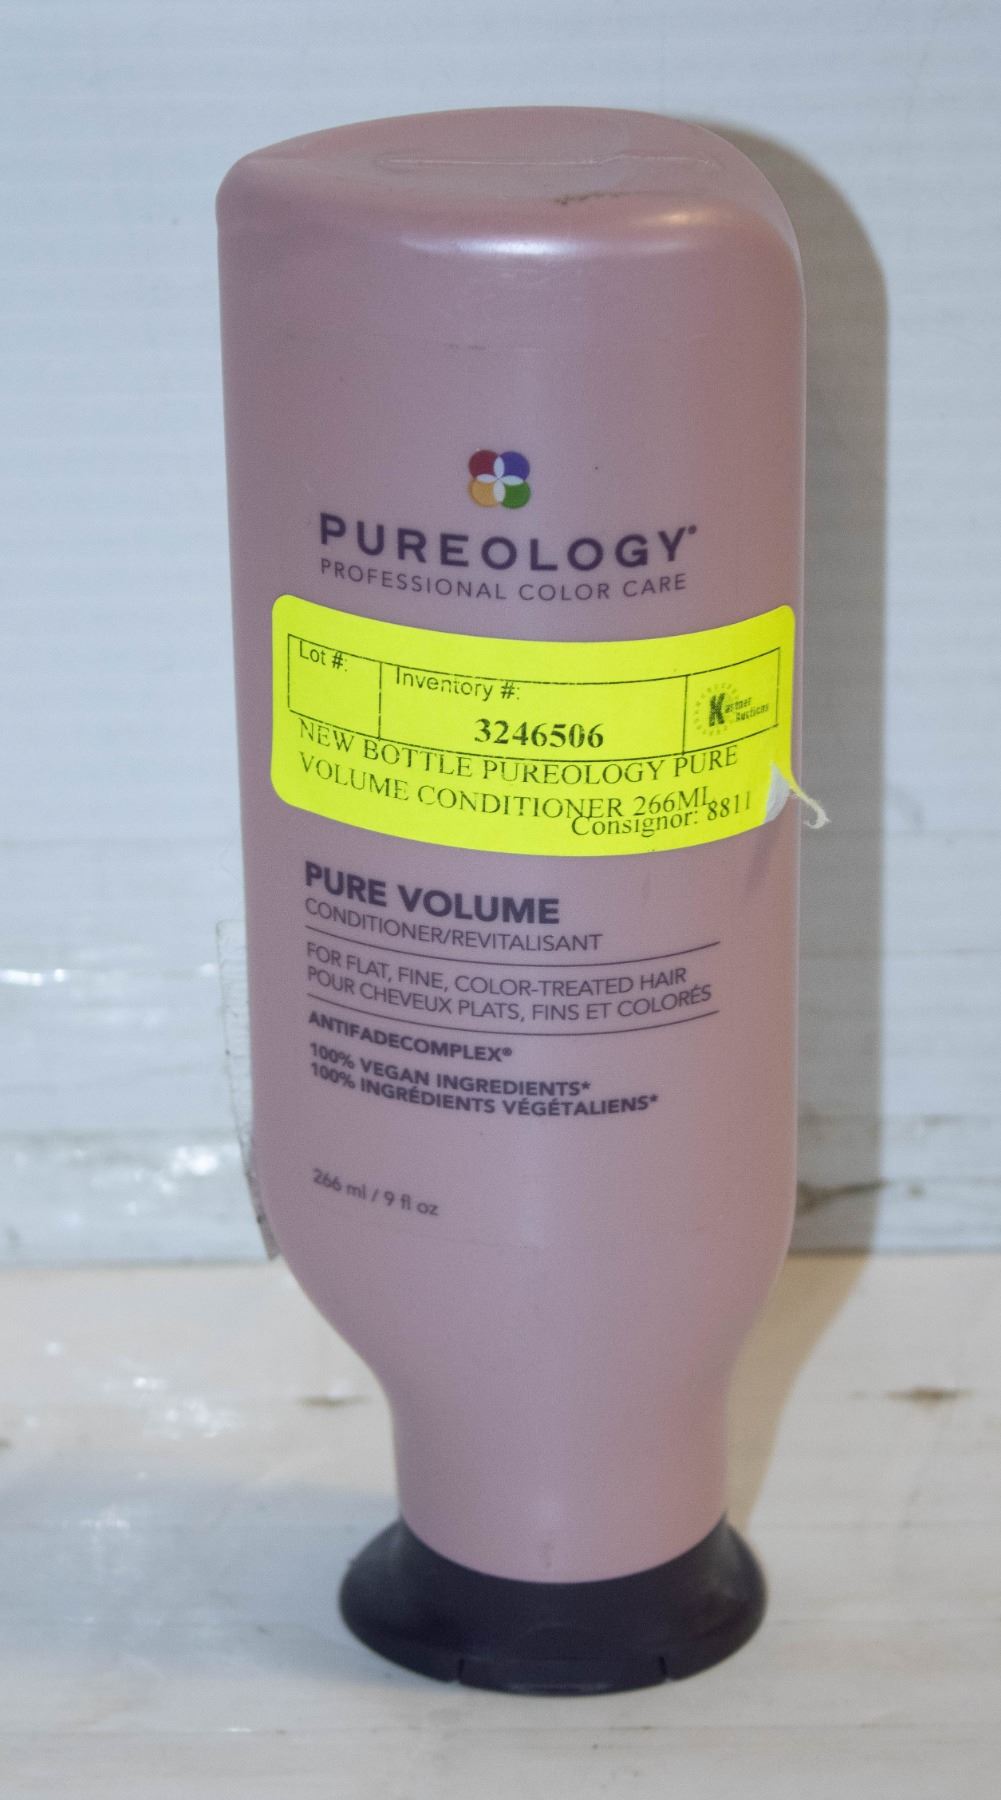 PUREOLOGY®
PROFESSIONAL COLOR CARE
Lot #:
Inventory #:
3246506
Kastner
Auctions
NEW BOTTLE PUREOLOGY PURE
VOLUME CONDITIONER 266ML
Consignor: 8811
PURE VOLUME
CONDITIONER/REVITALISANT
FOR FLAT, FINE, COLOR-TREATED HAIR
POUR CHEVEUX PLATS, FINS ET COLORÉS
ANTIFADECOMPLEX®
100% VEGAN INGREDIENTS*
100% INGRÉDIENTS VÉGÉTALIENS*
266 ml / 9 fl oz